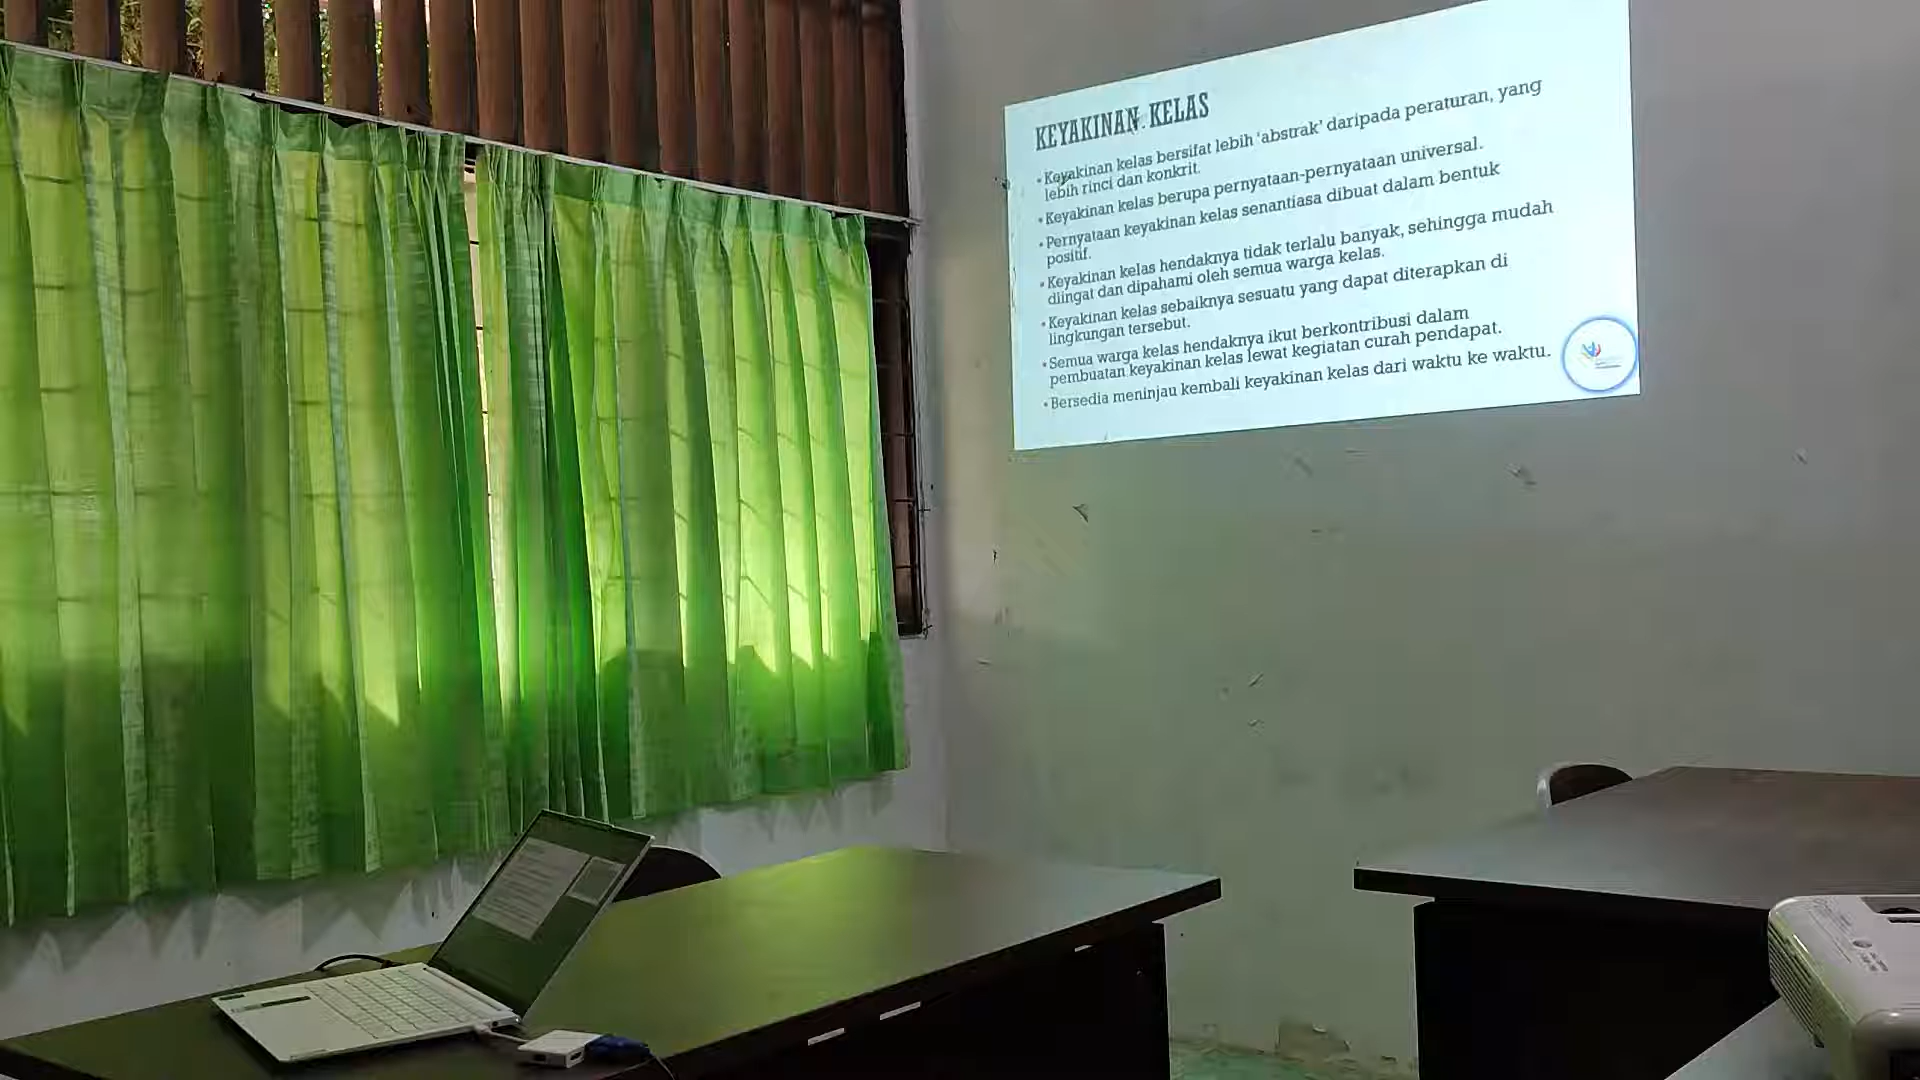 KEYAKINAN KELAS
• Keyakinan kelas bersifat lebih 'abstrak' daripada peraturan, yang
lebih rinci dan konkrit.
• Keyakinan kelas berupa pernyataan-pernyataan universal.
• Pernyataan keyakinan kelas senantiasa dibuat dalam bentuk
positif.
• Keyakinan kelas hendaknya tidak terlalu banyak, sehingga mudah
diingat dan dipahami oleh semua warga kelas.
• Keyakinan kelas sebaiknya sesuatu yang dapat diterapkan di
lingkungan tersebut.
• Semua warga kelas hendaknya ikut berkontribusi dalam
pembuatan keyakinan kelas lewat kegiatan curah pendapat.
• Bersedia meninjau kembali keyakinan kelas dari waktu ke waktu.